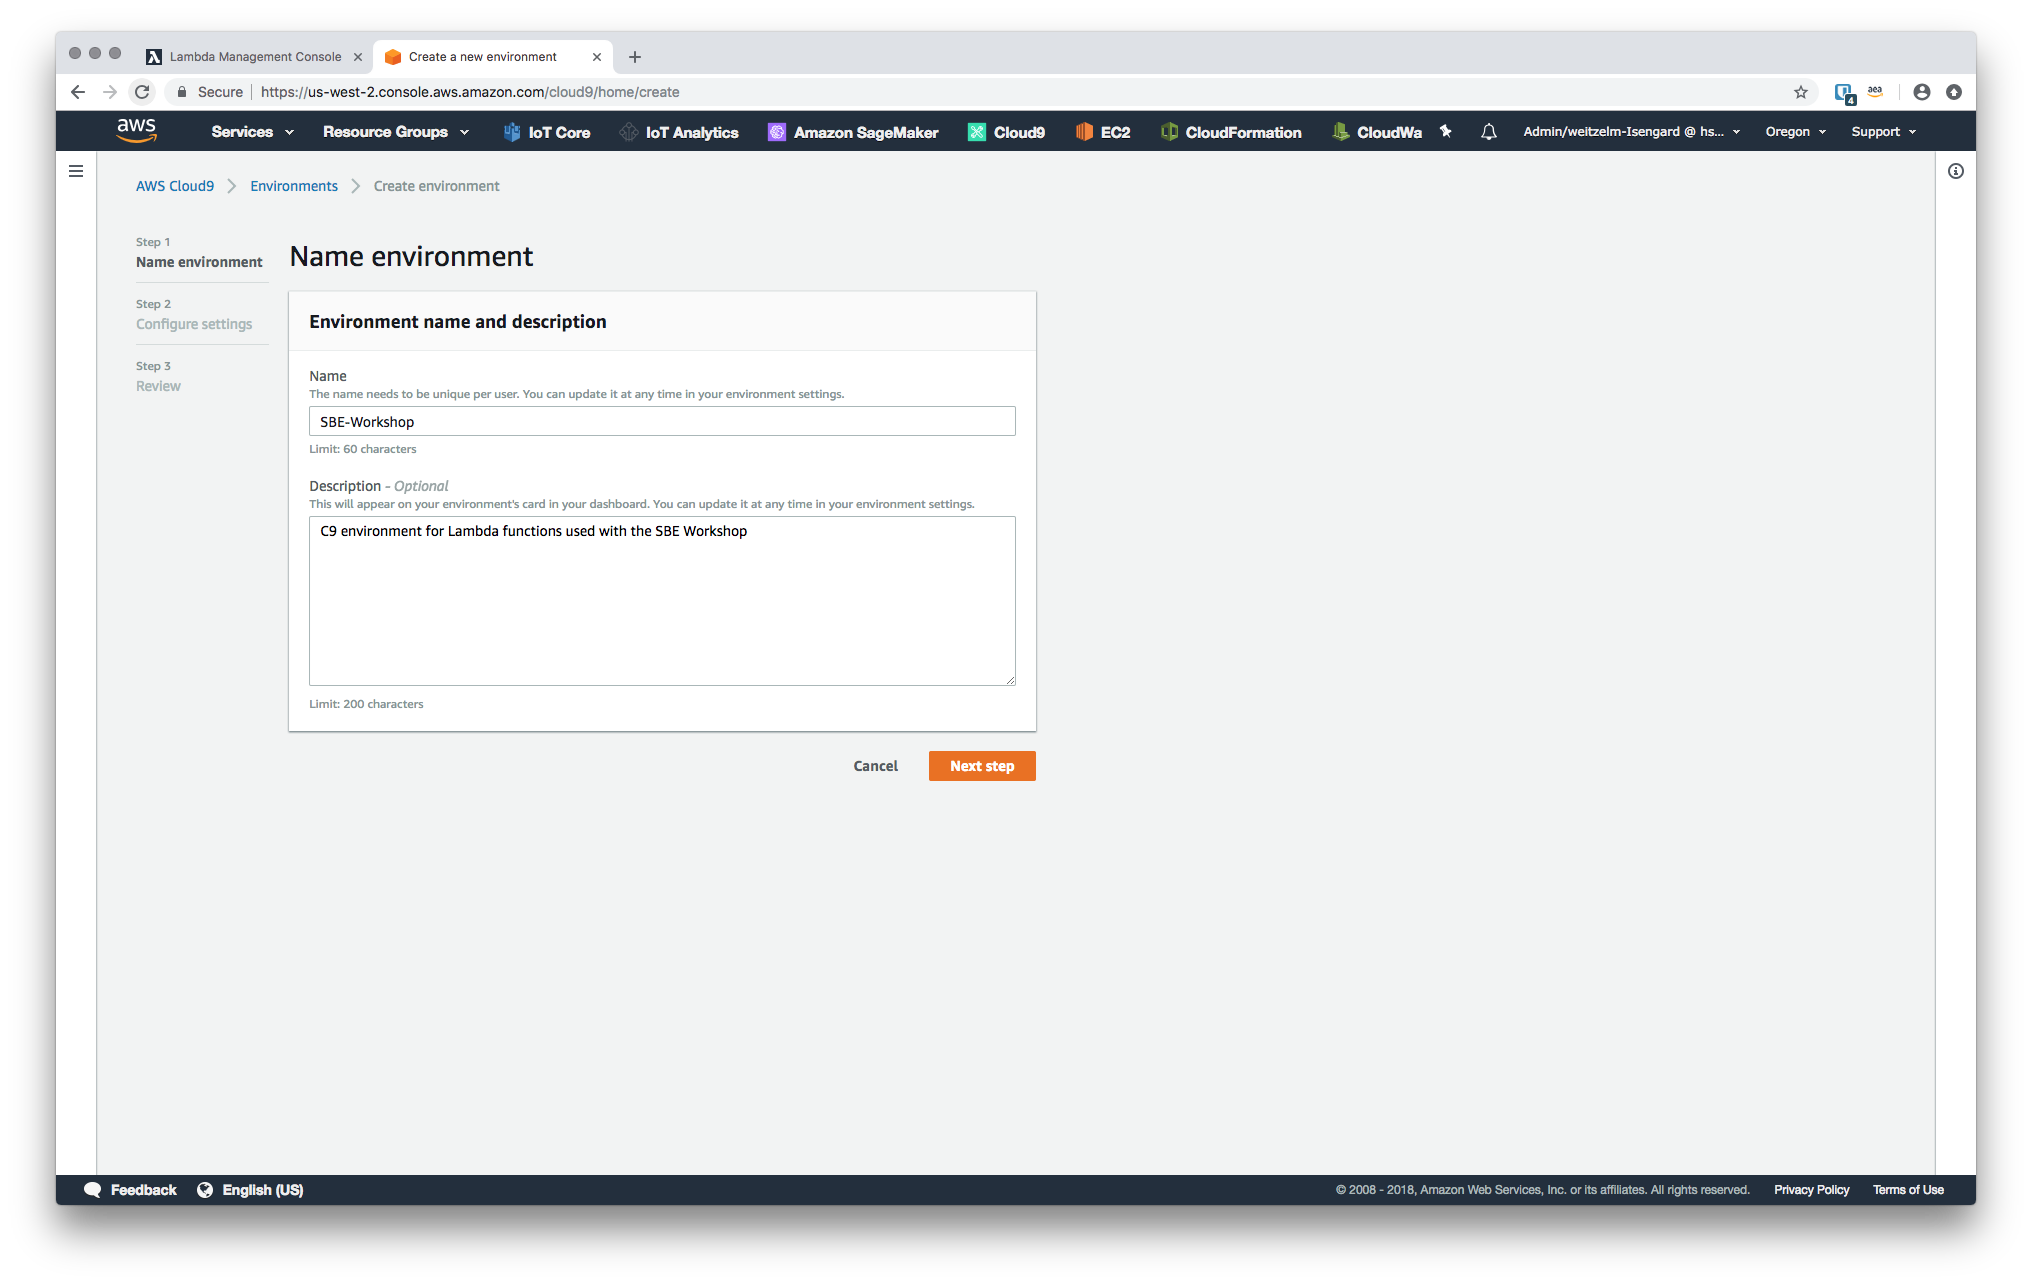 Lambda Management Console
Create a new environment
Secure
https://us-west-2.console.aws.amazon.com/cloud9/home/create
4
aea
aws
Services
Resource Groups
IoT Core
IoT Analytics
Amazon SageMaker
Cloud9
EC2
CloudFormation
CloudWa
Admin/weitzelm-Isengard @ hs...
Oregon
Support
AWS Cloud9
Environments
Create environment
Step 1
Name environment
Step 2
Configure settings
Step 3
Review
Name environment
Environment name and description
Name
The name needs to be unique per user. You can update it at any time in your environment settings.
SBE-Workshop
Limit: 60 characters
Description - Optional
This will appear on your environment's card in your dashboard. You can update it at any time in your environment settings.
C9 environment for Lambda functions used with the SBE Workshop
Limit: 200 characters
Cancel
Next step
Feedback
English (US)
© 2008 - 2018, Amazon Web Services, Inc. or its affiliates. All rights reserved.
Privacy Policy
Terms of Use